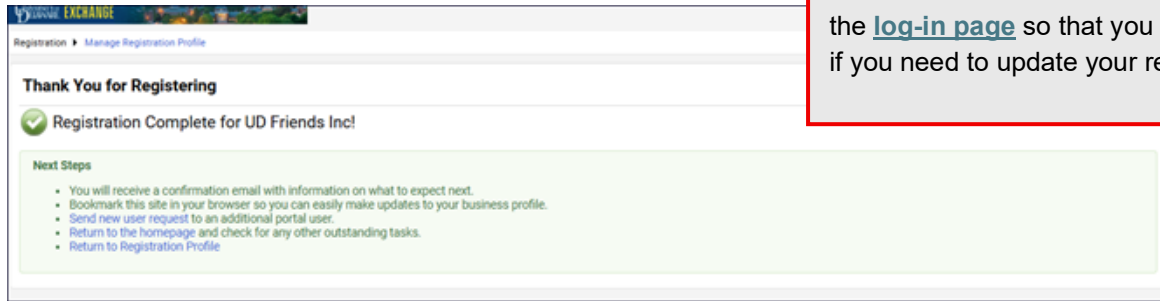 EXCHANGE
the log-in page so that you
if you need to update your re
Registration ▸ Manage Registration Profile
Thank You for Registering
Registration Complete for UD Friends Inc!
Next Steps
• You will receive a confirmation email with information on what to expect next.
• Bookmark this site in your browser so you can easily make updates to your business profile.
• Send new user request to an additional portal user.
• Return to the homepage and check for any other outstanding tasks.
• Return to Registration Profile